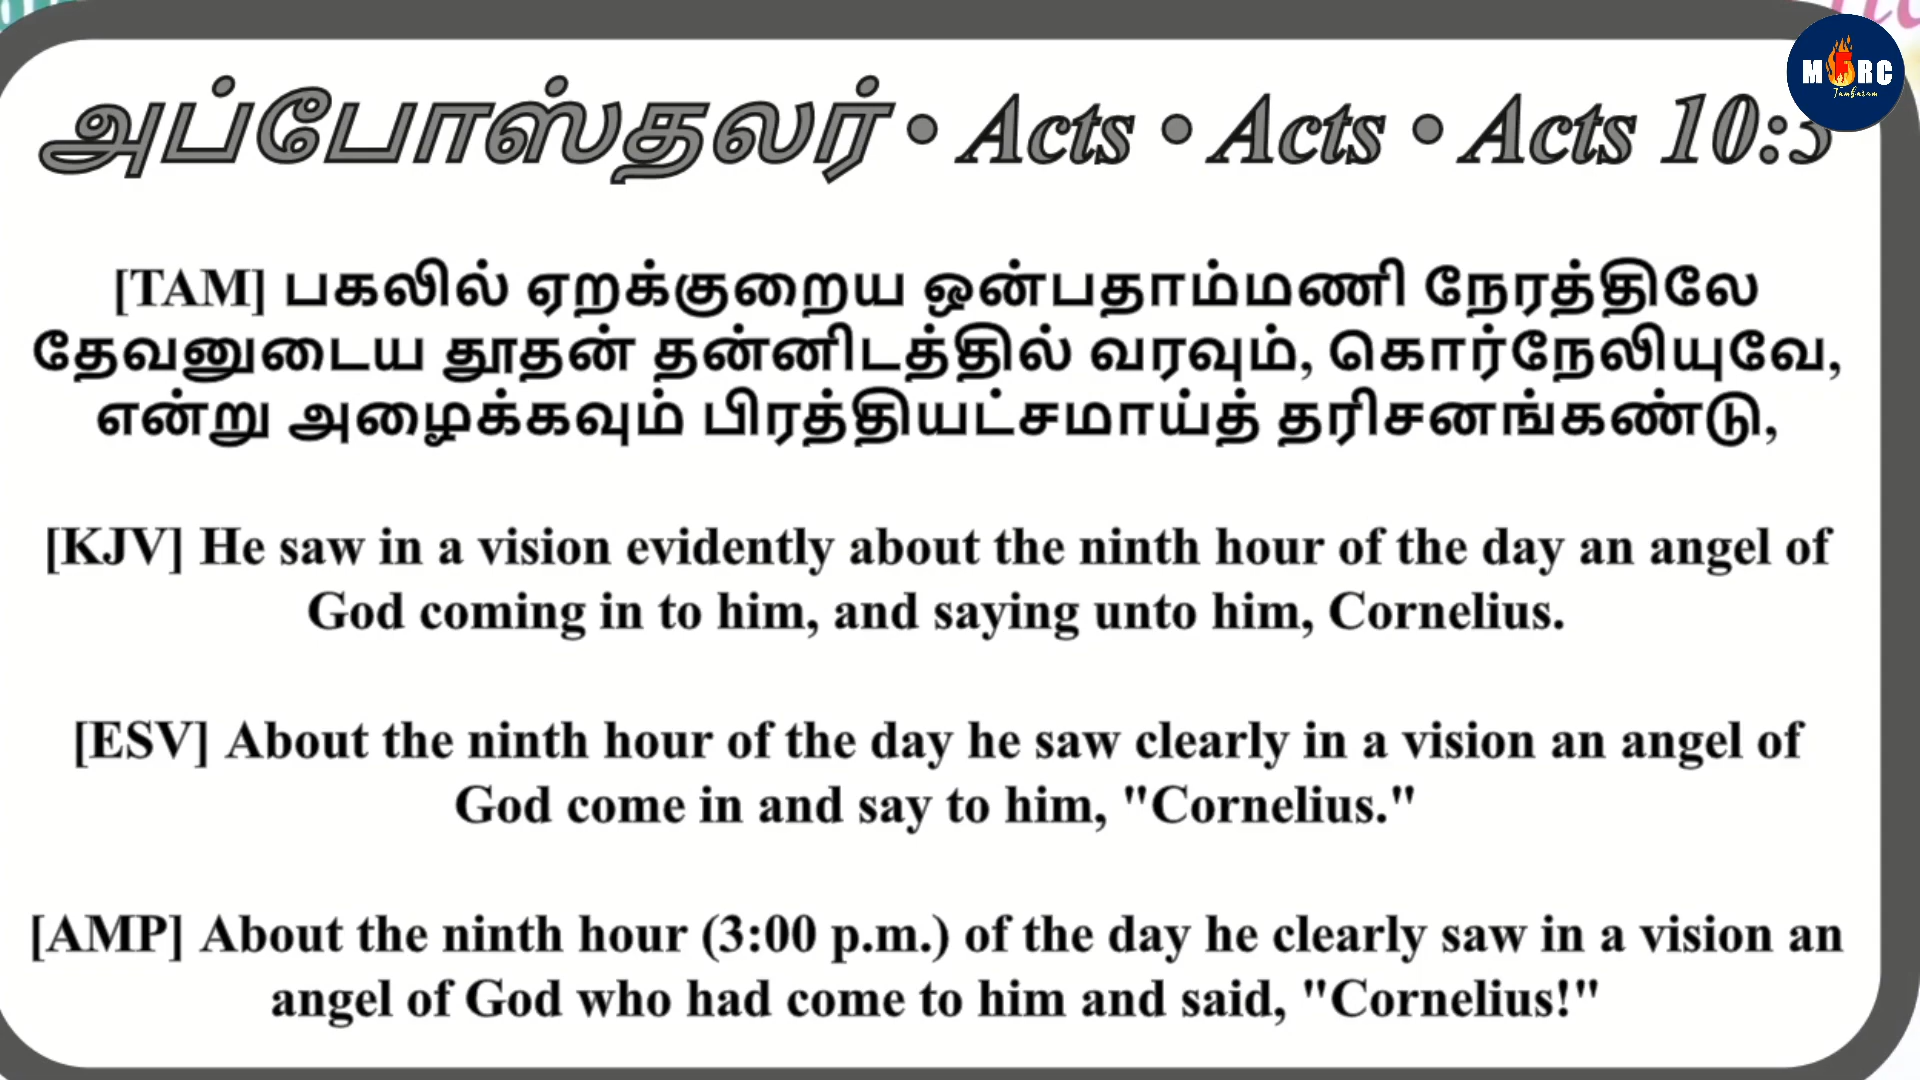 அப்போஸ்தலர் • Acts • Acts • Acts 10:3
MFRC
Tambaram
[TAM] பகலில் ஏறக்குறைய ஒன்பதாம்மணி நேரத்திலே
தேவனுடைய தூதன் தன்னிடத்தில் வரவும், கொர்நேலியுவே,
என்று அழைக்கவும் பிரத்தியட்சமாய்த் தரிசனங்கண்டு,
[KJV] He saw in a vision evidently about the ninth hour of the day an angel of
God coming in to him, and saying unto him, Cornelius.
[ESV] About the ninth hour of the day he saw clearly in a vision an angel of
God come in and say to him, "Cornelius."
[AMP] About the ninth hour (3:00 p.m.) of the day he clearly saw in a vision an
angel of God who had come to him and said, "Cornelius!"